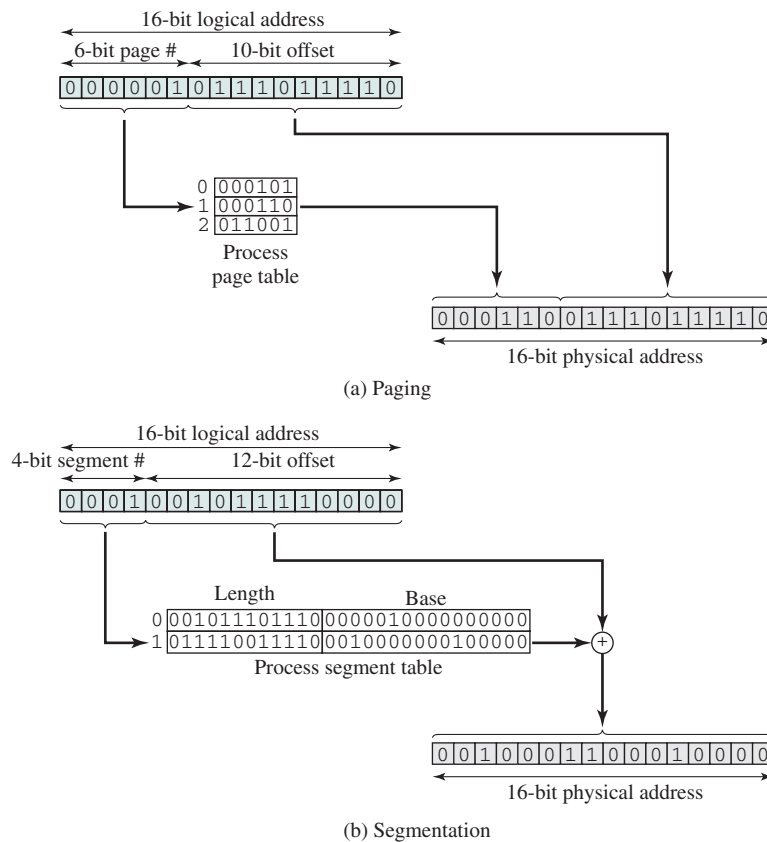 16-bit logical address
6-bit page # 10-bit offset
0 0 0 0 0 1 0 1 1 1 0 1 1 1 1 0
0 000101
1 000110
2 011001
Process
page table
0 0 0 1 1 0 0 1 1 1 0 1 1 1 1 0
16-bit physical address
(a) Paging
16-bit logical address
4-bit segment # 12-bit offset
0 0 0 1 0 0 1 0 1 1 1 1 0 0 0 0
Length Base
0 001011101110 0000010000000000
1 011110011110 0010000000100000
+
Process segment table
0 0 1 0 0 0 1 1 0 0 0 1 0 0 0 0
16-bit physical address
(b) Segmentation